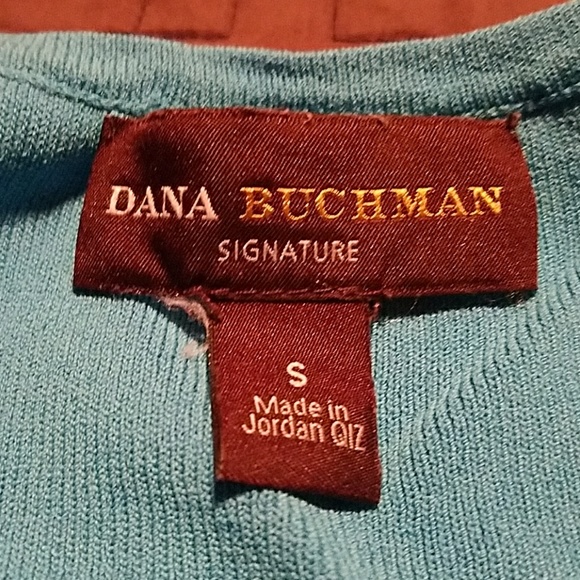 DANA BUCHMAN
SIGNATURE
S
Made in
Jordan QIZ